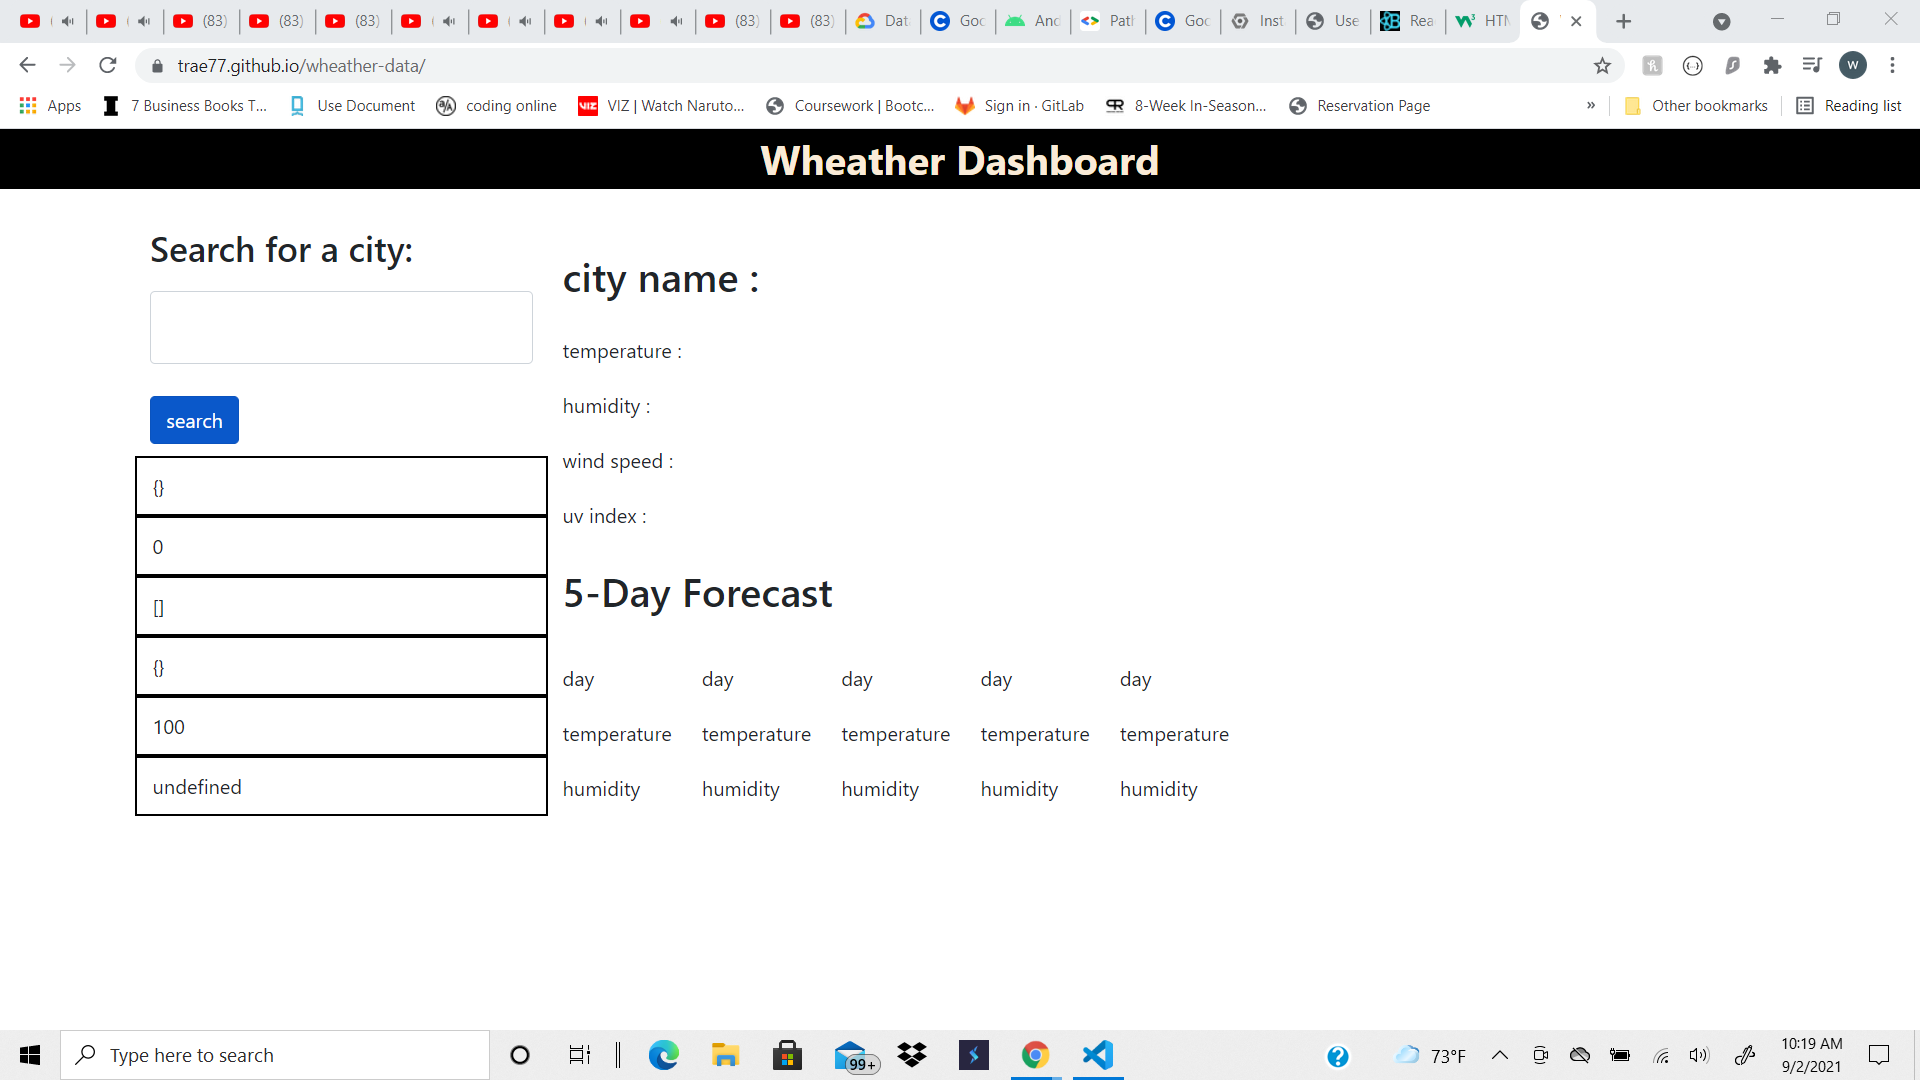 (83) (83) (83) (83) (83) Dat Goo And Path Goo Inst Use Rea HTM
trae77.github.io/wheather-data/
W
Apps 7 Business Books T... Use Document coding online VIZ | Watch Naruto... Coursework | Bootc... Sign in · GitLab 8-Week In-Season... Reservation Page » Other bookmarks Reading list
Wheather Dashboard
Search for a city:
search
{}
0
[]
{}
100
undefined
city name :
temperature :
humidity :
wind speed :
uv index :
5-Day Forecast
day day day day day
temperature temperature temperature temperature temperature
humidity humidity humidity humidity humidity
Type here to search
99+
73°F
10:19 AM
9/2/2021